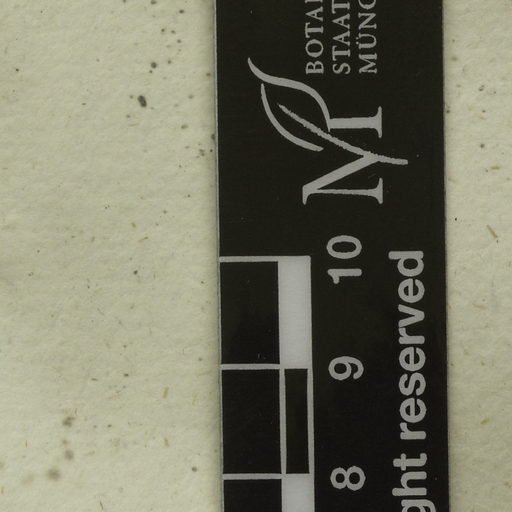 BOTA
STAAT
MÜNC
M
10
9
8
ght reserved